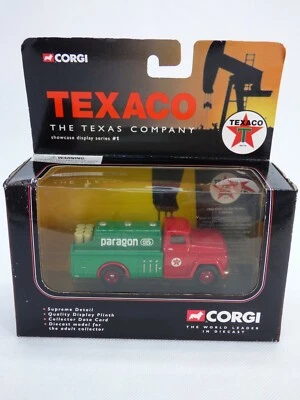 CORGI
TEXACO
THE TEXAS COMPANY
showcase display series #1
TEXACO
T
WARNING
paragon
Supreme Detail
Quality Display Plinth
Collector Data Card
Diecast model for
the adult collector
CORGI
THE WORLD LEADER
IN DIECAST